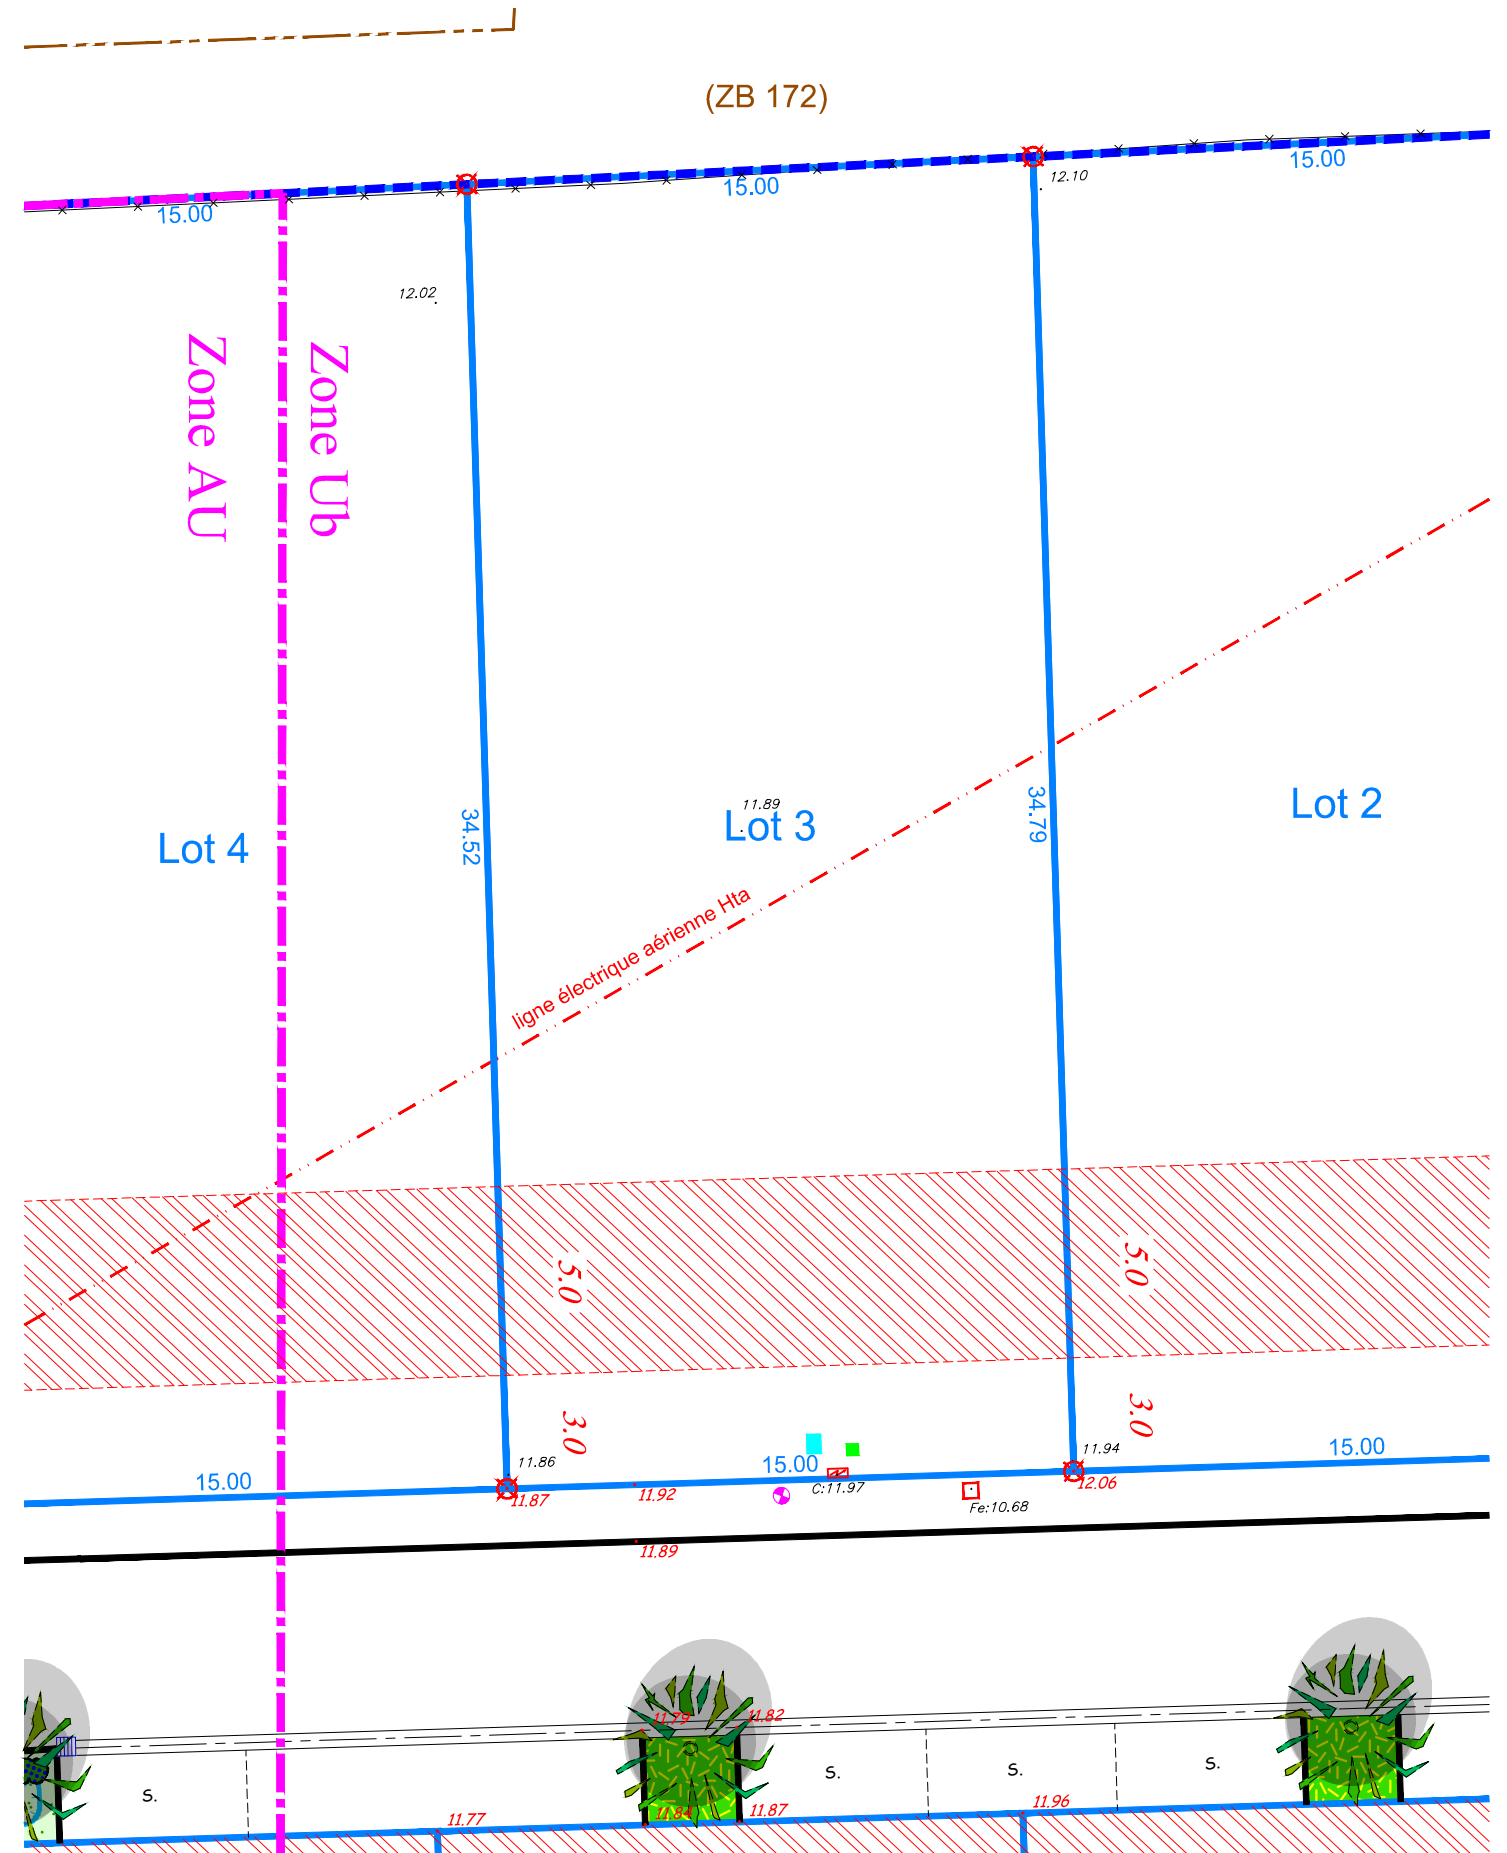 (ZB 172)
15.00
15.00
15.00
12.10
12.02
Zone AU
Zone Ub
34.52
34.79
11.89
Lot 4
Lot 3
Lot 2
ligne électrique aérienne Hta
5.0
5.0
3.0
3.0
11.86
11.94
15.00
15.00
15.00
11.87
11.92
C:11.97
12.06
Fe:10.68
11.89
11.79
11.82
s.
s.
s.
s.
11.77
11.84
11.87
11.96